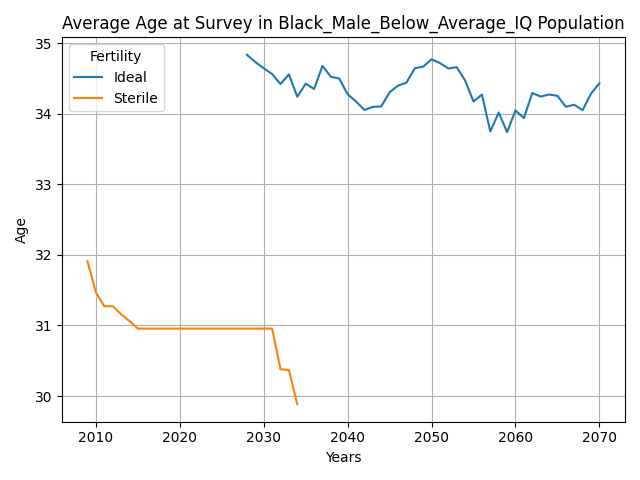 Average Age at Survey in Black_Male_Below_Average_IQ Population
35
34
33
32
31
30
Age
Fertility
Ideal
Sterile
2010 2020 2030 2040 2050 2060 2070
Years